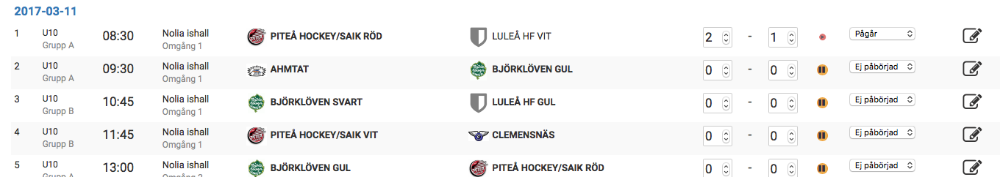 2017-03-11
1 U10 08:30 Nolia ishall PITEÅ HOCKEY/SAIK RÖD LULEÅ HF VIT 2 - 1 Pågår
Grupp A Omgång 1
2 U10 09:30 Nolia ishall AHMTAT BJÖRKLÖVEN GUL 0 - 0 Ej påbörjad
Grupp A Omgång 1
3 U10 10:45 Nolia ishall BJÖRKLÖVEN SVART LULEÅ HF GUL 0 - 0 Ej påbörjad
Grupp B Omgång 1
4 U10 11:45 Nolia ishall PITEÅ HOCKEY/SAIK VIT CLEMENSNÄS 0 - 0 Ej påbörjad
Grupp B Omgång 1
5 U10 13:00 Nolia ishall BJÖRKLÖVEN GUL PITEÅ HOCKEY/SAIK RÖD 0 - 0 Ej påbörjad